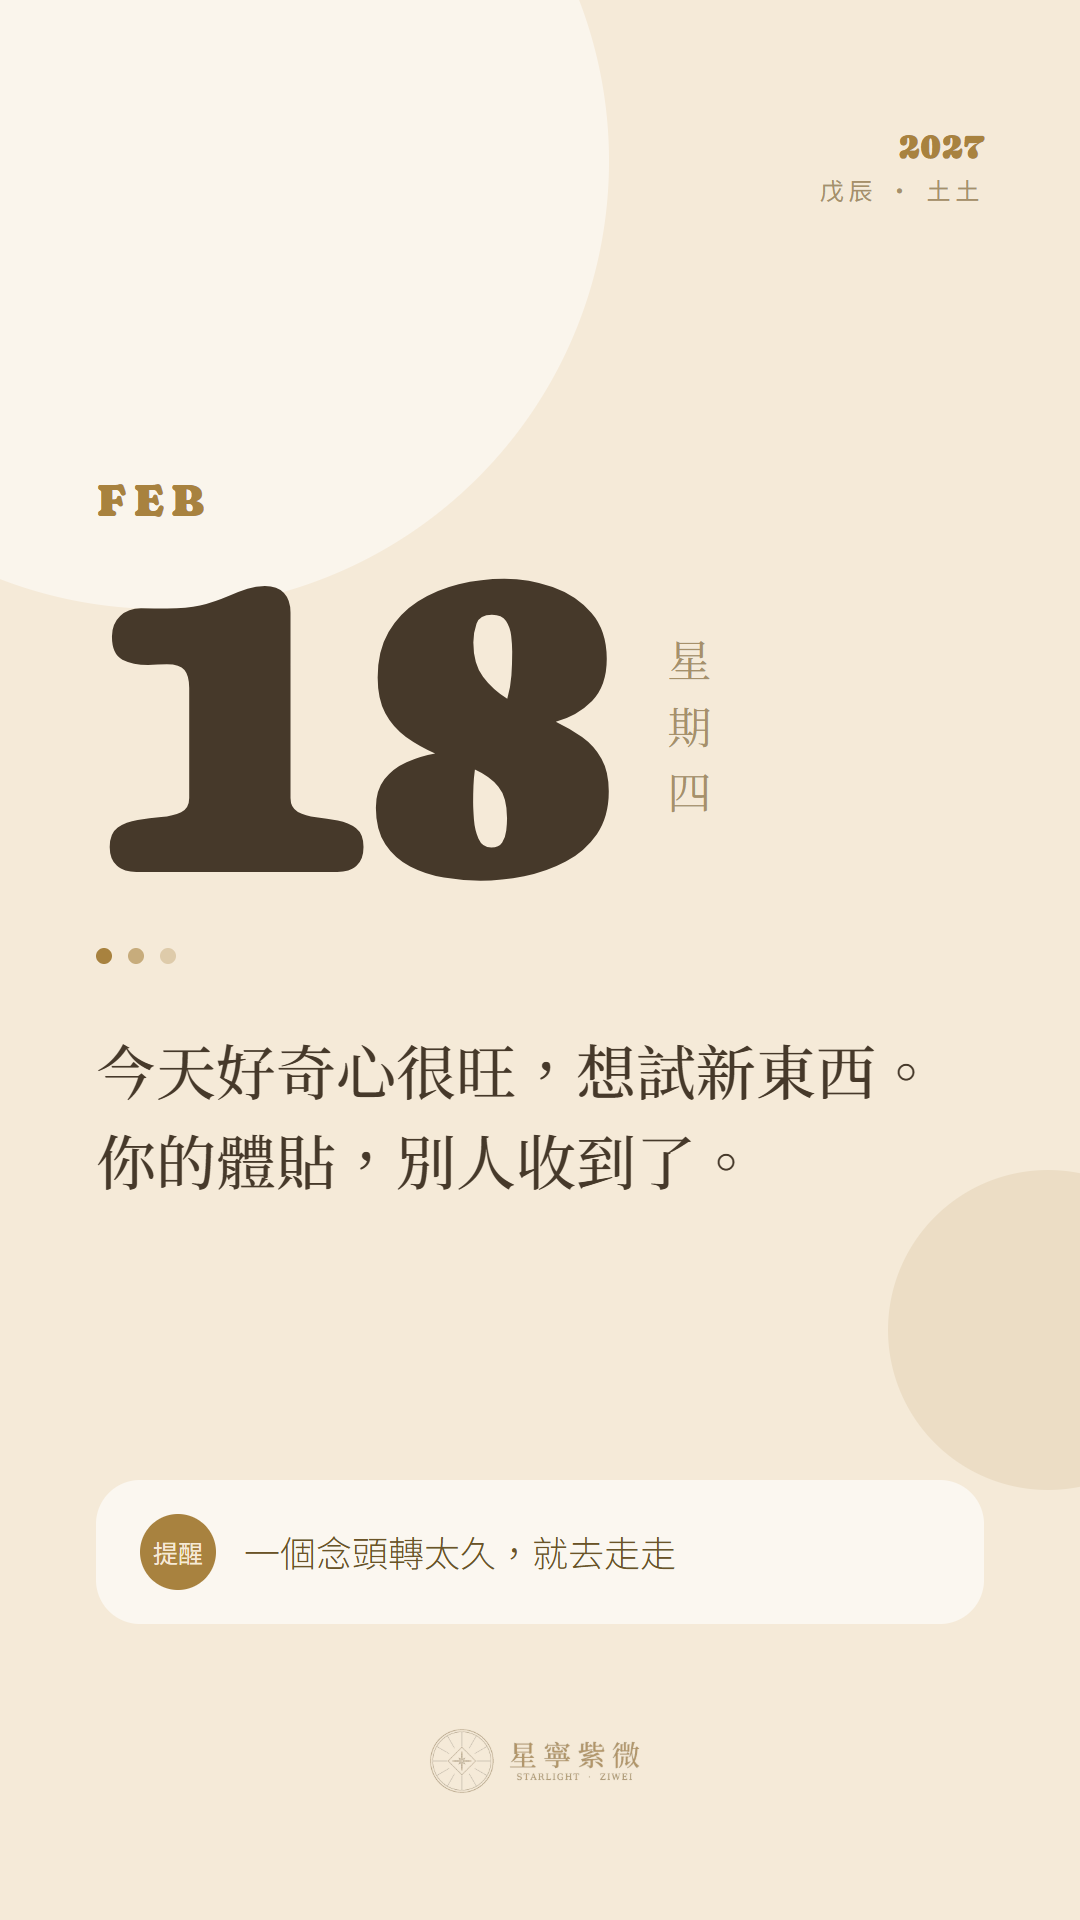 2027
戊辰 · 土土
FEB
18
星期四
今天好奇心很旺，想試新東西。
你的體貼，別人收到了。
提醒
一個念頭轉太久，就去走走
星寧紫微
STARLIGHT · ZIWEI